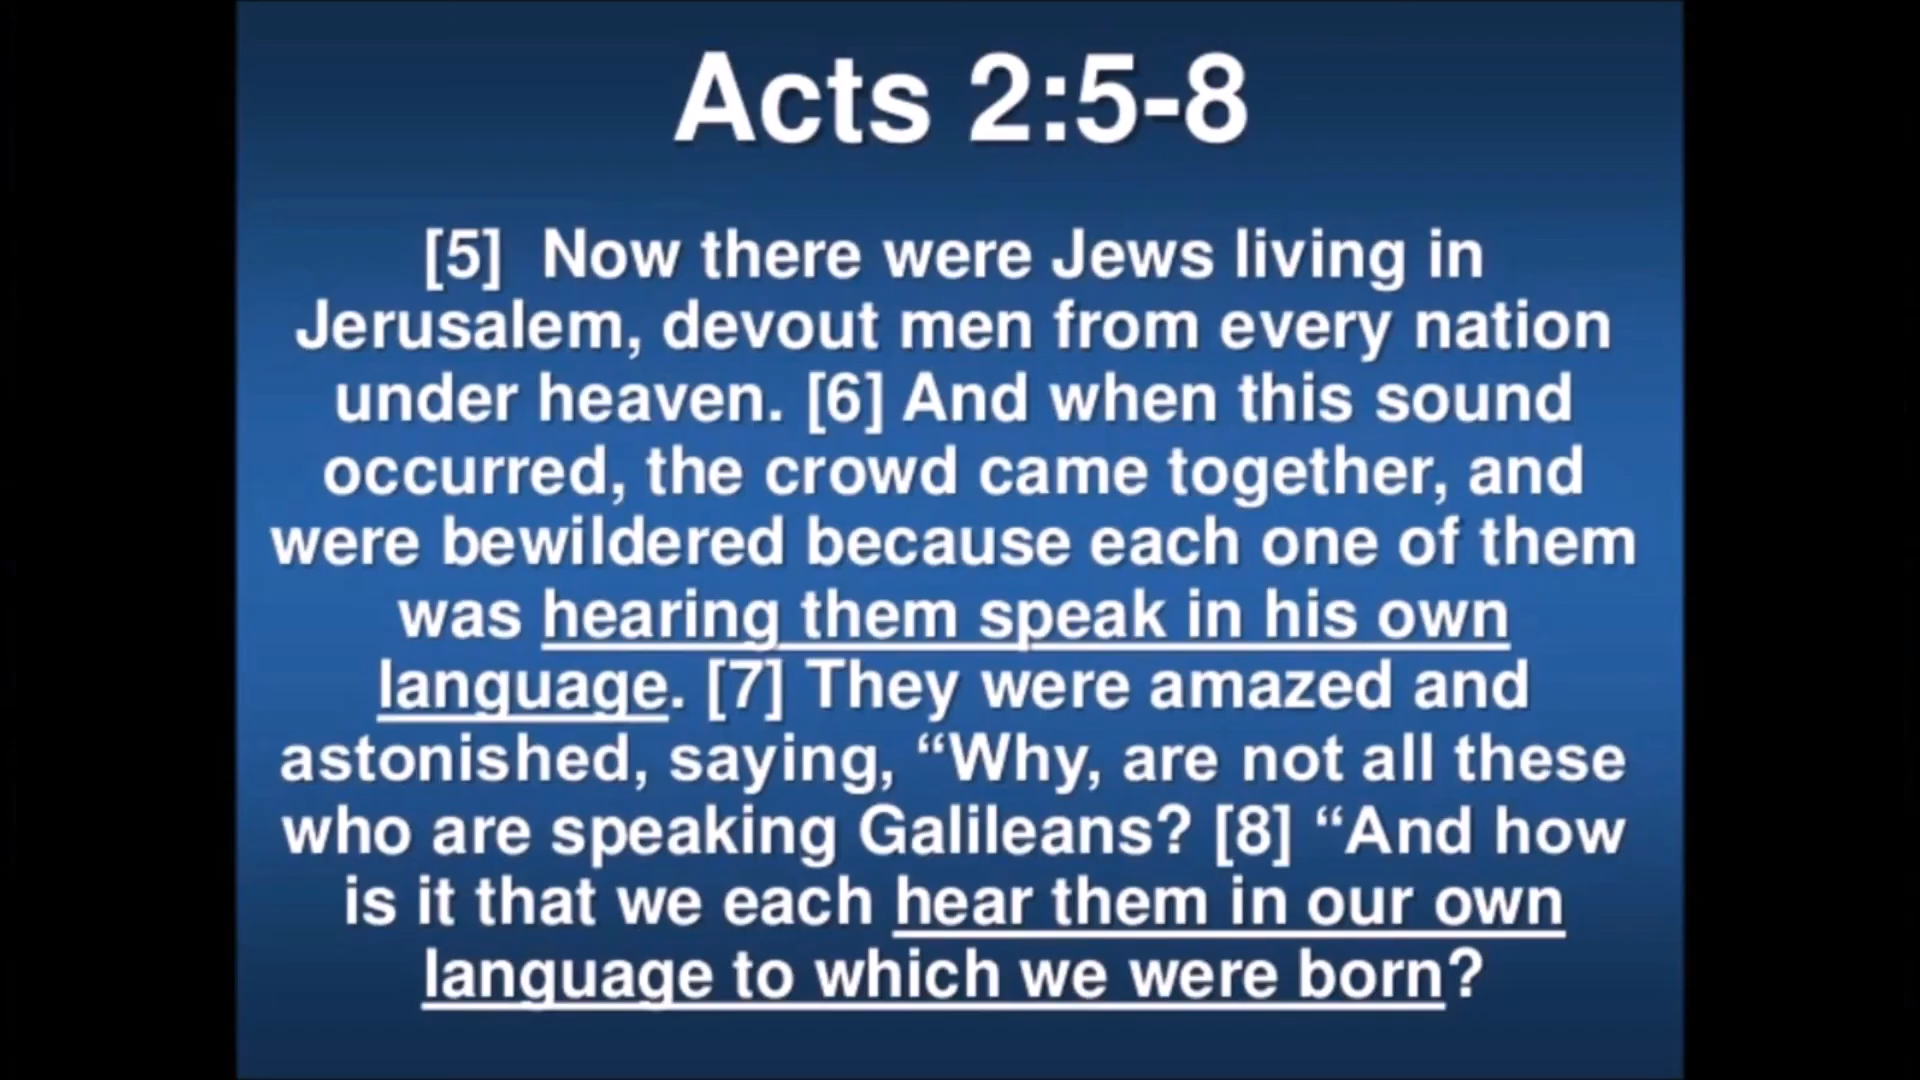 Acts 2:5-8
[5]  Now there were Jews living in
Jerusalem, devout men from every nation
under heaven. [6] And when this sound
occurred, the crowd came together, and
were bewildered because each one of them
was hearing them speak in his own
language. [7] They were amazed and
astonished, saying, “Why, are not all these
who are speaking Galileans? [8] “And how
is it that we each hear them in our own
language to which we were born?